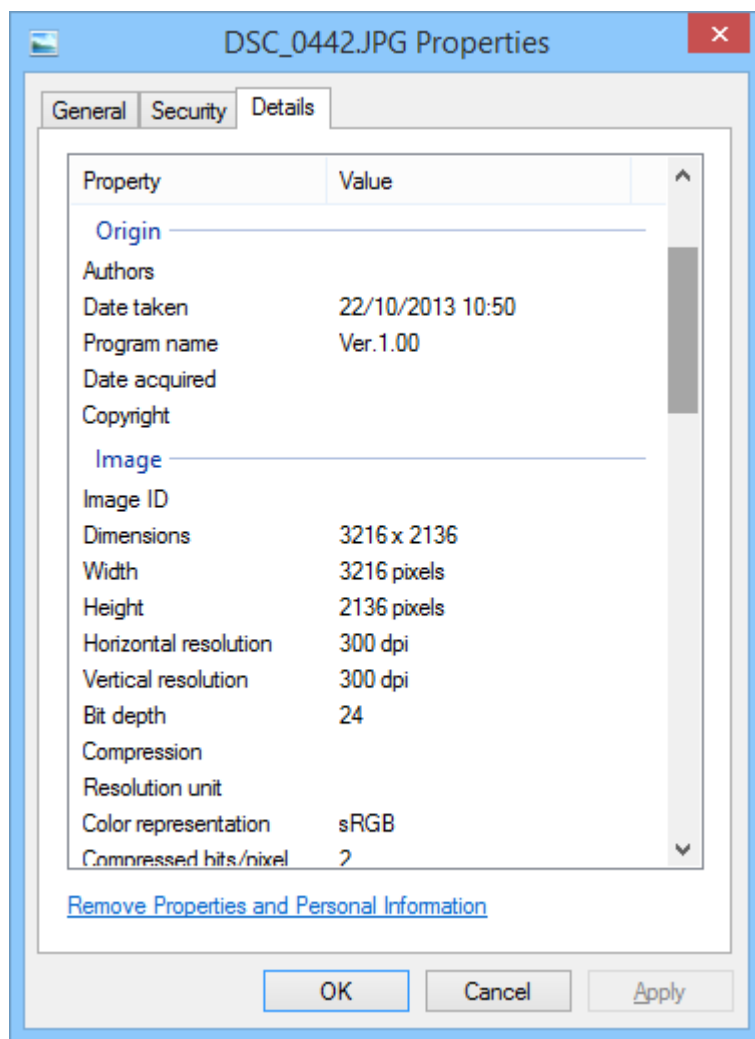 DSC_0442.JPG Properties
General Security Details
Property Value
Origin
Authors
Date taken 22/10/2013 10:50
Program name Ver.1.00
Date acquired
Copyright
Image
Image ID
Dimensions 3216 x 2136
Width 3216 pixels
Height 2136 pixels
Horizontal resolution 300 dpi
Vertical resolution 300 dpi
Bit depth 24
Compression
Resolution unit
Color representation sRGB
Compressed bits/pixel 2
Remove Properties and Personal Information
OK Cancel Apply